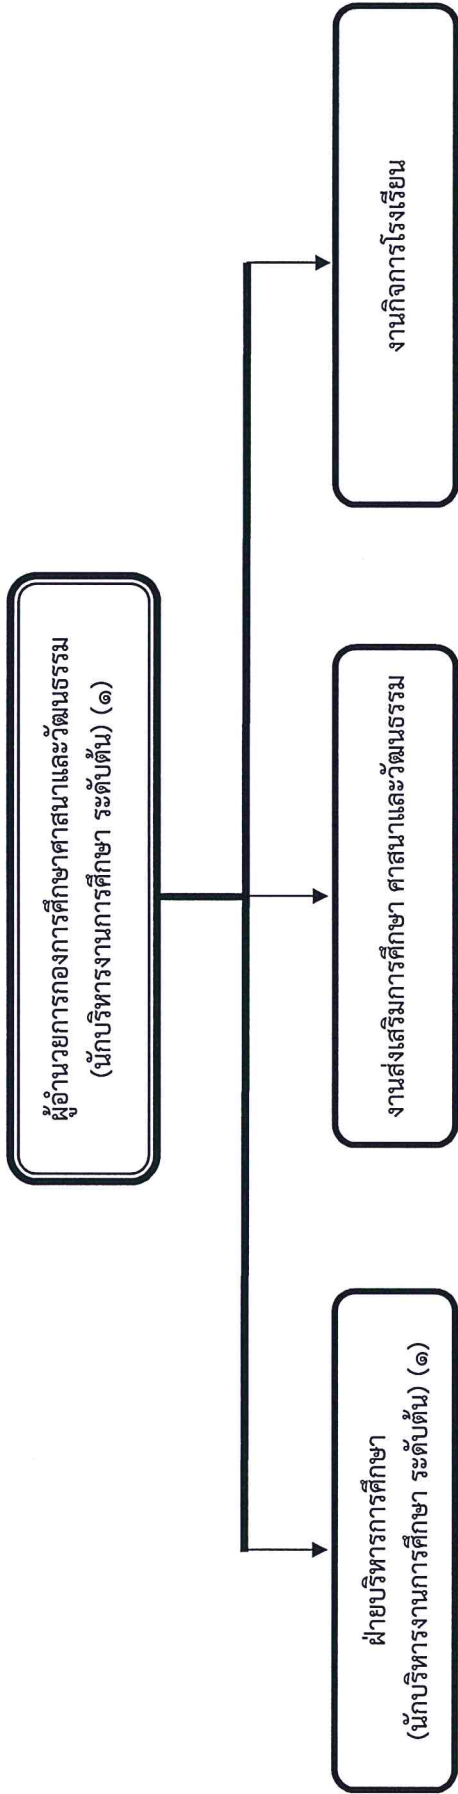 ผู้อำนวยการกองการศึกษาศาสนาและวัฒนธรรม
(นักบริหารงานการศึกษา ระดับต้น) (๑)
ฝ่ายบริหารการศึกษา
(นักบริหารงานการศึกษา ระดับต้น) (๑)
งานส่งเสริมการศึกษา ศาสนาและวัฒนธรรม
งานกิจการโรงเรียน